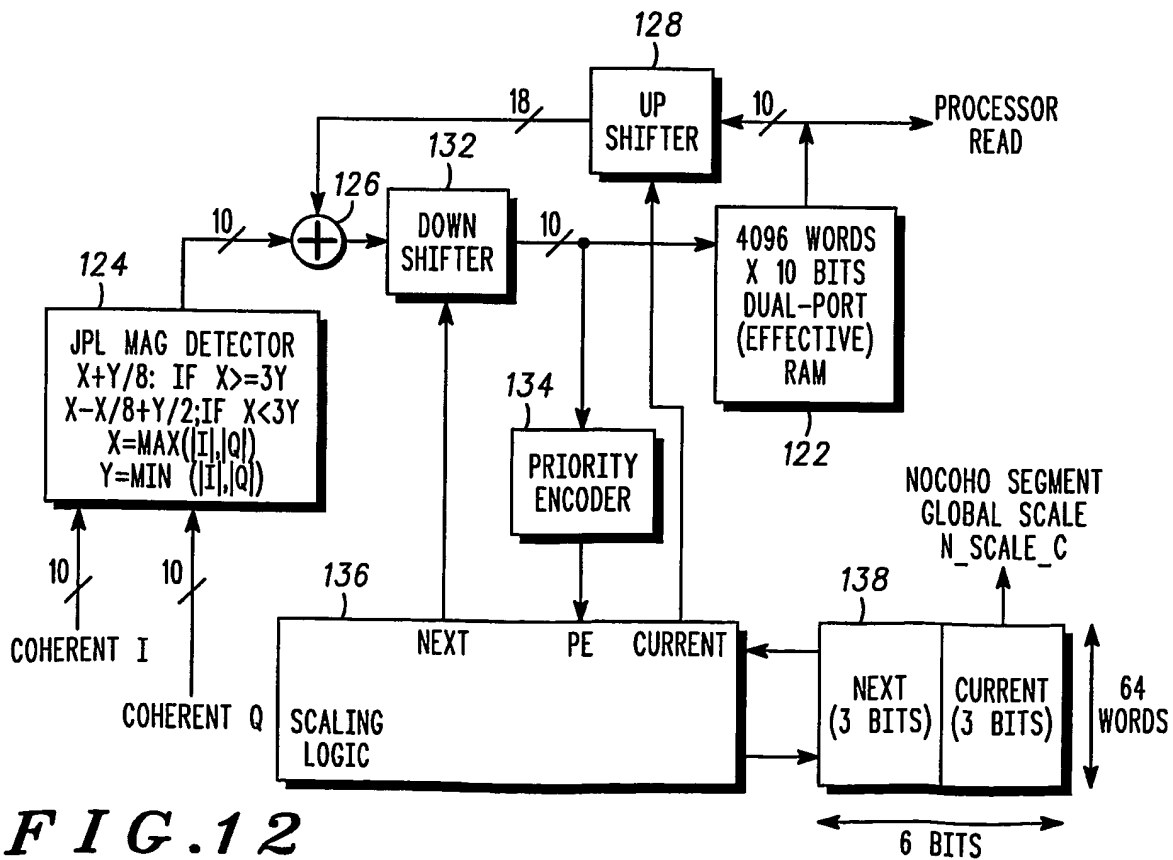 128
18
UP
SHIFTER
10
PROCESSOR
READ
132
126
10
DOWN
SHIFTER
10
4096 WORDS
X 10 BITS
DUAL-PORT
(EFFECTIVE)
RAM
122
124
JPL MAG DETECTOR
X+Y/8: IF X>=3Y
X-X/8+Y/2;IF X<3Y
X=MAX(|I|,|Q|)
Y=MIN (|I|,|Q|)
134
PRIORITY
ENCODER
NOCOHO SEGMENT
GLOBAL SCALE
N_SCALE_C
10
10
COHERENT I
COHERENT Q
136
NEXT
PE
CURRENT
SCALING
LOGIC
138
NEXT
(3 BITS)
CURRENT
(3 BITS)
64
WORDS
6 BITS
FIG.12